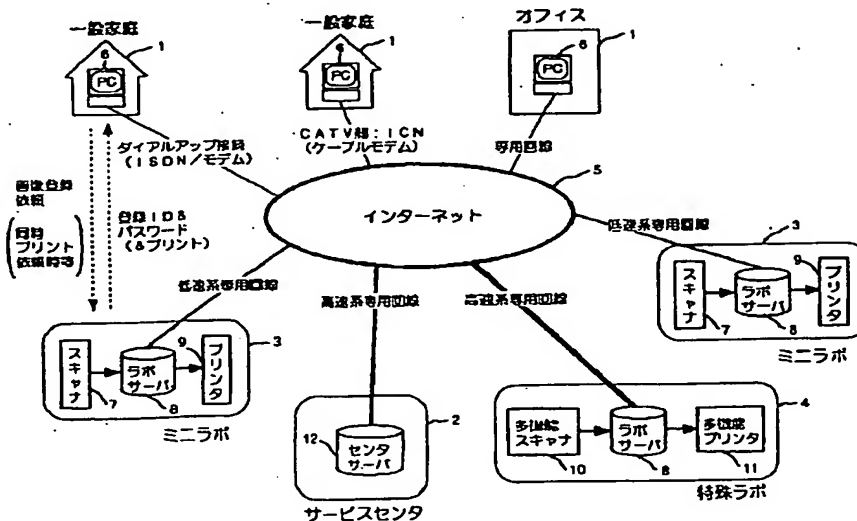 一般家庭
1
6
PC
一般家庭
1
6
PC
オフィス
1
6
PC
ダイアルアップ接続
(ISDN/モデム)
CATV網:ICN
(ケーブルモデム)
専用回線
5
画像登録
依頼
(同時
プリント
依頼時等)
登録ID&
パスワード
(&プリント)
インターネット
低速系専用回線
高速系専用回線
高速系専用回線
低速系専用回線
3
スキャナ
7
ラボ
サーバ
8
9
プリンタ
ミニラボ
3
スキャナ
7
ラボ
サーバ
8
9
プリンタ
ミニラボ
2
12
センタ
サーバ
サービスセンタ
4
多機能
スキャナ
10
ラボ
サーバ
8
多機能
プリンタ
11
特殊ラボ